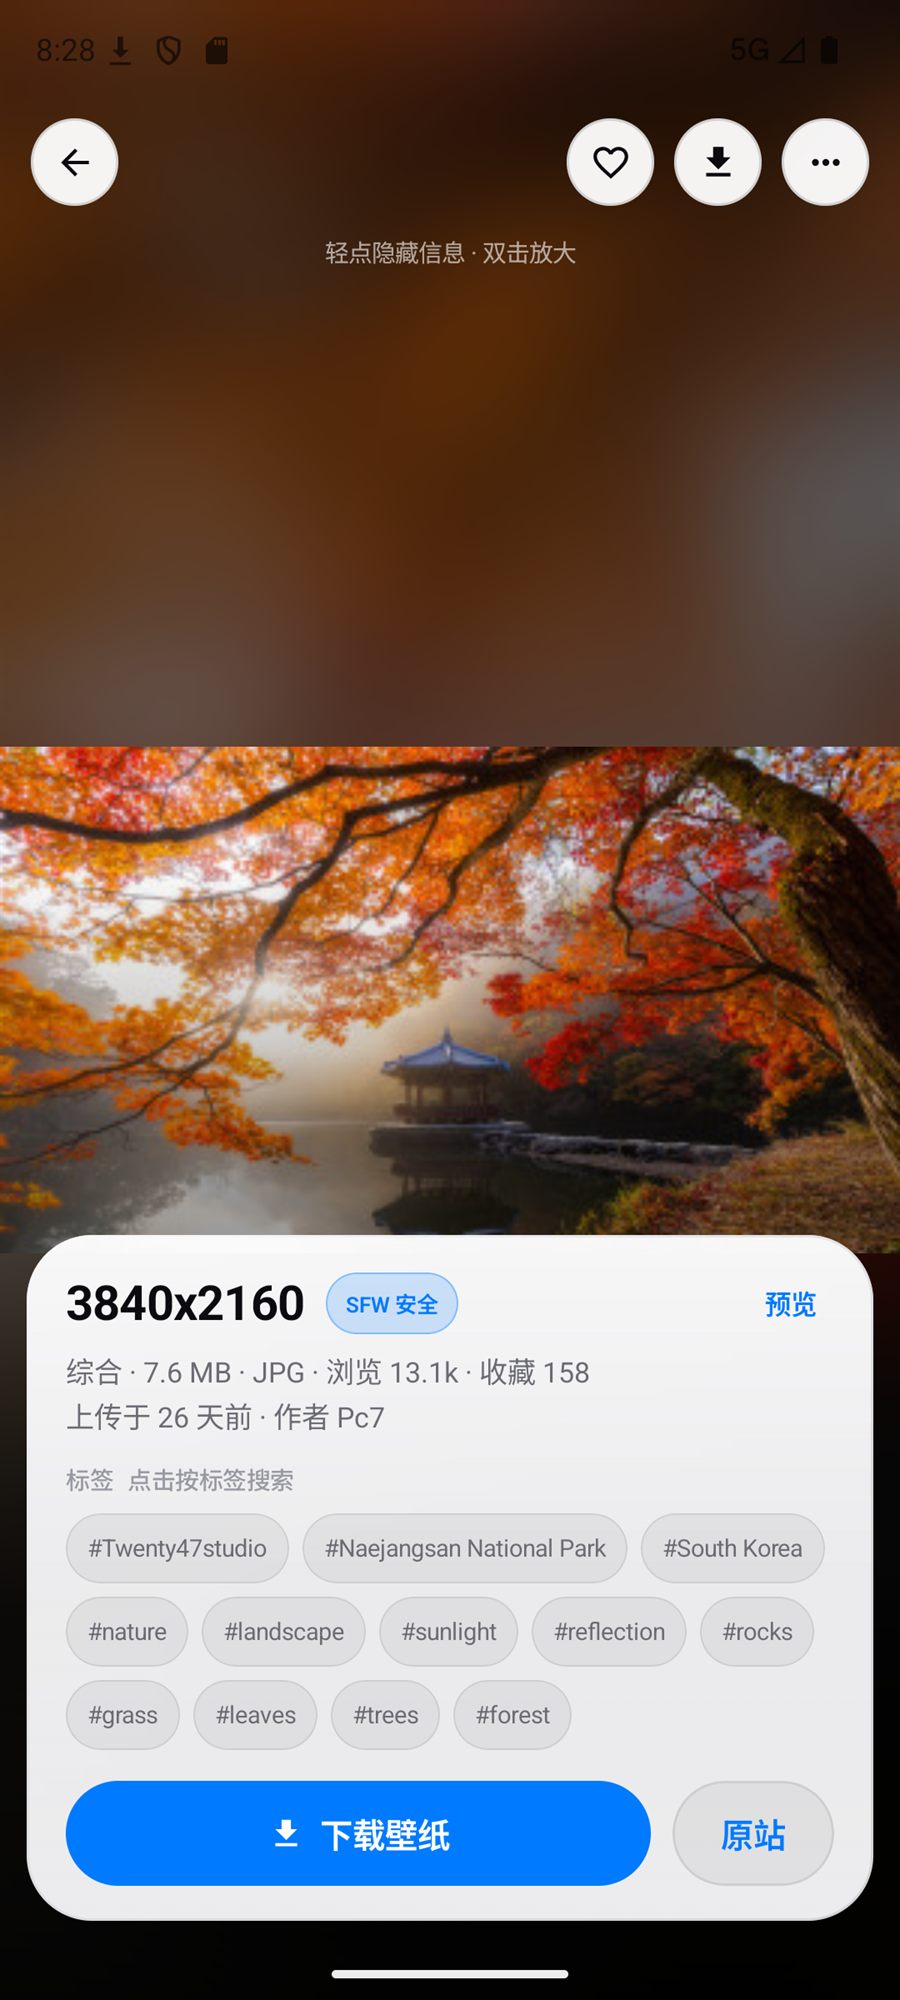 8:28 5G
轻点隐藏信息 · 双击放大
3840x2160 SFW 安全 预览
综合 · 7.6 MB · JPG · 浏览 13.1k · 收藏 158
上传于 26 天前 · 作者 Pc7
标签 点击按标签搜索
#Twenty47studio #Naejangsan National Park #South Korea
#nature #landscape #sunlight #reflection #rocks
#grass #leaves #trees #forest
下载壁纸 原站